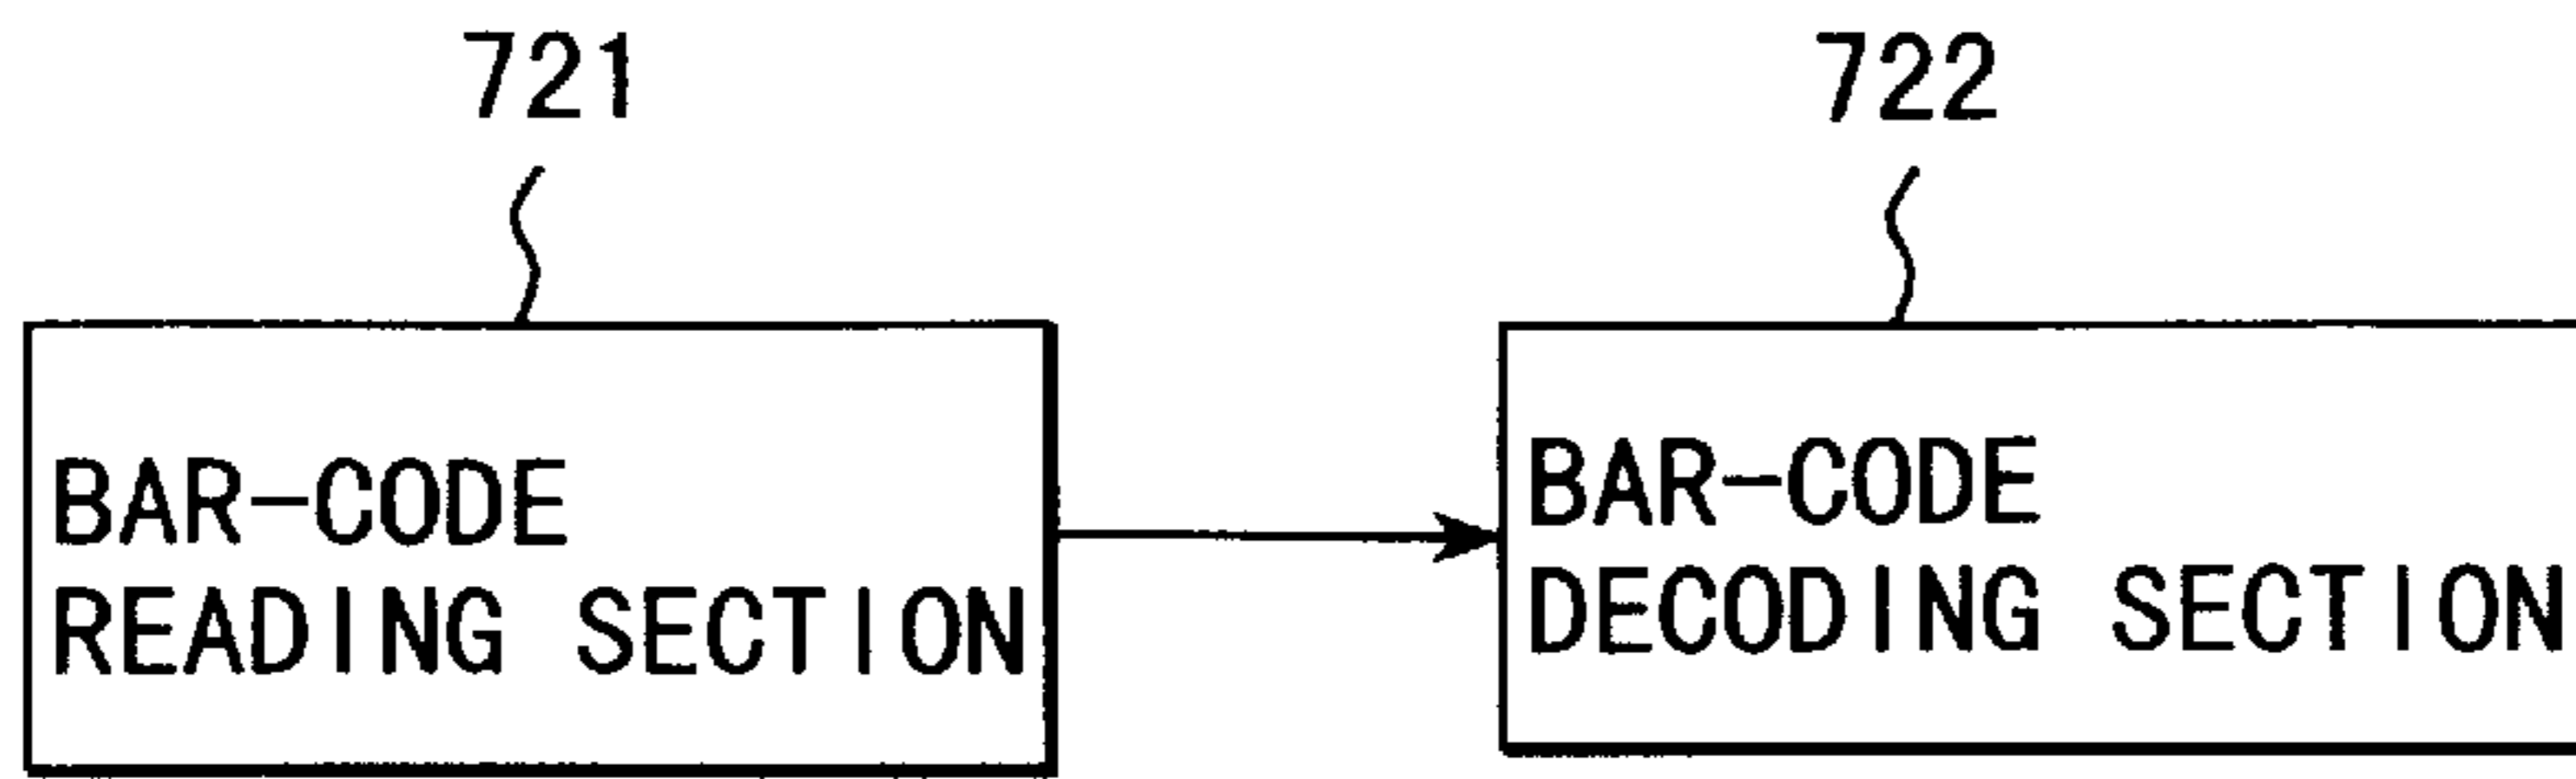 721
722
BAR-CODE
READING SECTION
BAR-CODE
DECODING SECTION